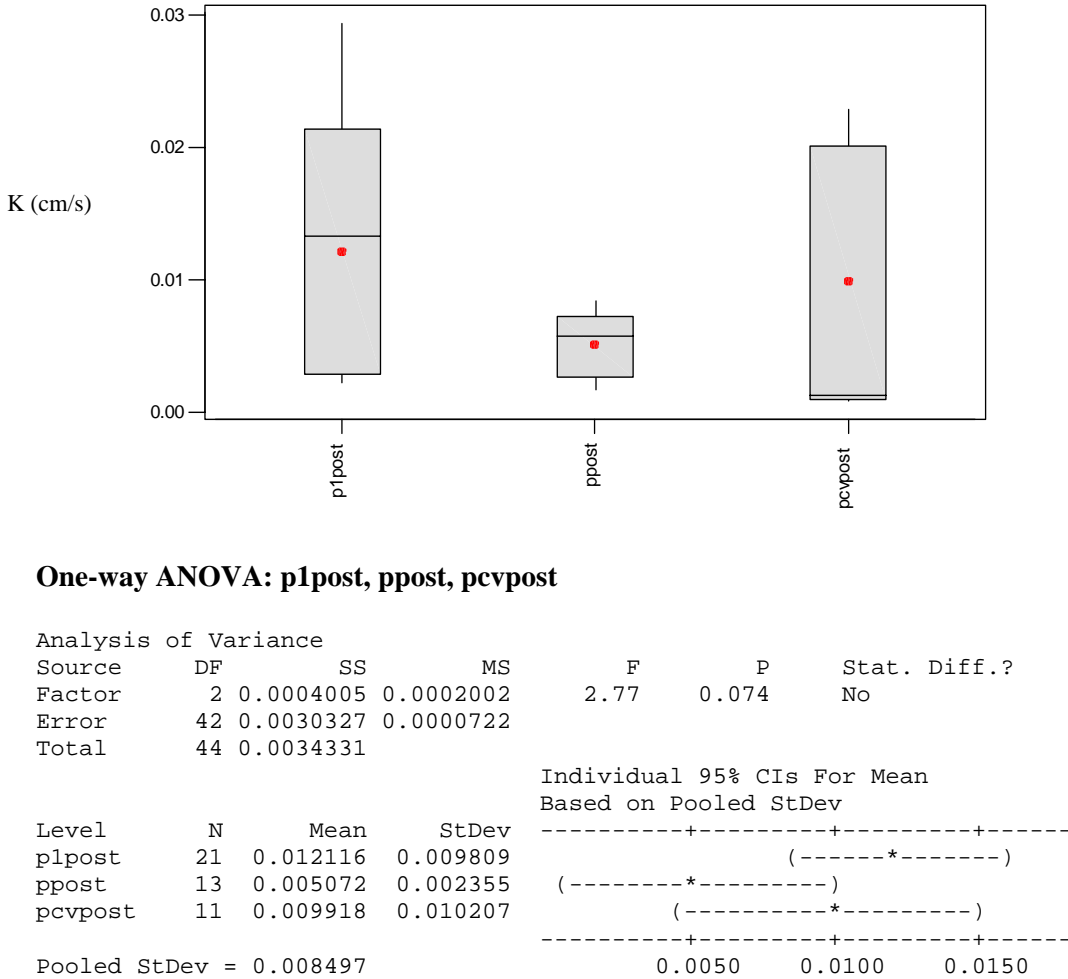 0.03
0.02
K (cm/s)
0.01
0.00
p1post
ppost
pcvpost
One-way ANOVA: p1post, ppost, pcvpost
Analysis of Variance
Source DF SS MS F P Stat. Diff.?
Factor 2 0.0004005 0.0002002 2.77 0.074 No
Error 42 0.0030327 0.0000722
Total 44 0.0034331
Individual 95% CIs For Mean
Based on Pooled StDev
Level N Mean StDev ----------+---------+---------+------
p1post 21 0.012116 0.009809 (------*-------)
ppost 13 0.005072 0.002355 (--------*---------)
pcvpost 11 0.009918 0.010207 (----------*---------)
----------+---------+---------+------
Pooled StDev = 0.008497 0.0050 0.0100 0.0150